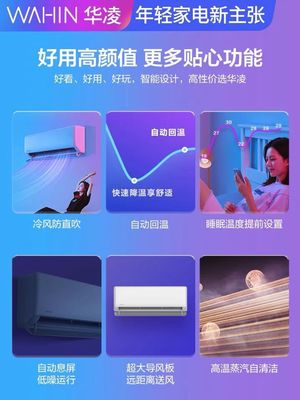 WAHIN 华凌 年轻家电新主张
好用高颜值 更多贴心功能
好看、好用、好玩，智能设计，高性价选华凌
自动回温
快速降温享舒适
29
28
27
冷风防直吹
自动回温
睡眠温度提前设置
自动息屏
低噪运行
超大导风板
远距离送风
高温蒸汽自清洁